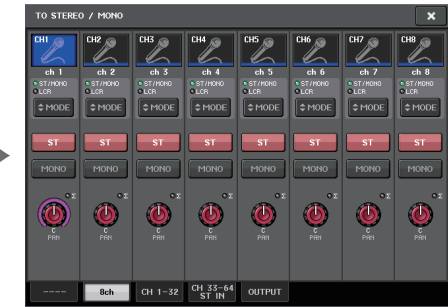 TO STEREO / MONO
CH1 CH2 CH3 CH4 CH5 CH6 CH7 CH8
ch 1 ch 2 ch 3 ch 4 ch 5 ch 6 ch 7 ch 8
ST/MONO ST/MONO ST/MONO ST/MONO ST/MONO ST/MONO ST/MONO ST/MONO
LCR LCR LCR LCR LCR LCR LCR LCR
MODE MODE MODE MODE MODE MODE MODE MODE
ST ST ST ST ST ST ST ST
MONO MONO MONO MONO MONO MONO MONO MONO
Σ Σ Σ Σ Σ Σ Σ Σ
C C C C C C C C
PAN PAN PAN PAN PAN PAN PAN PAN
---- 8ch CH 1-32 CH 33-64 OUTPUT
ST IN